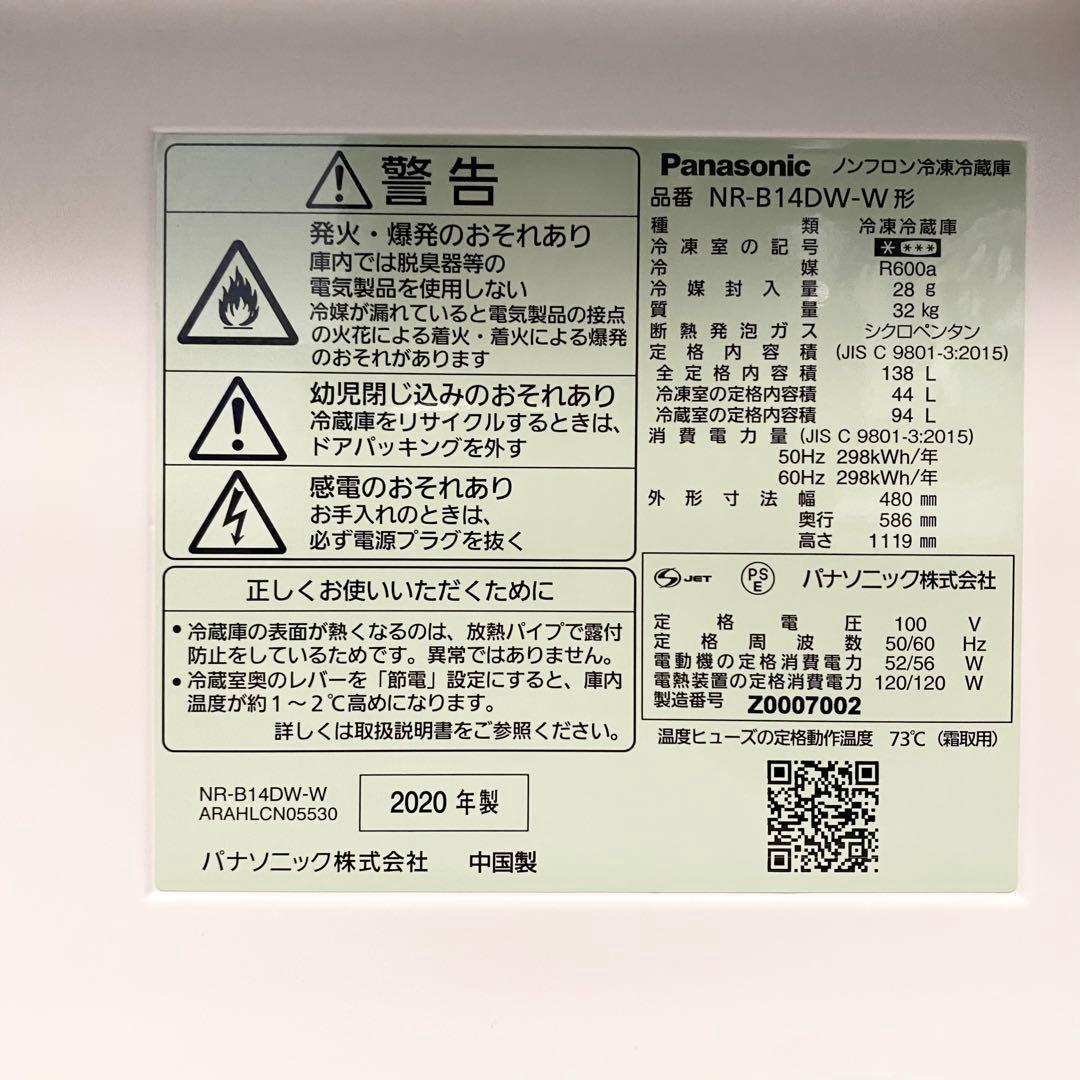 警告
発火・爆発のおそれあり
庫内では脱臭器等の
電気製品を使用しない
冷媒が漏れていると電気製品の接点
の火花による着火・着火による爆発
のおそれがあります
幼児閉じ込みのおそれあり
冷蔵庫をリサイクルするときは、
ドアパッキングを外す
感電のおそれあり
お手入れのときは、
必ず電源プラグを抜く
正しくお使いいただくために
• 冷蔵庫の表面が熱くなるのは、放熱パイプで露付
防止をしているためです。異常ではありません。
• 冷蔵室奥のレバーを「節電」設定にすると、庫内
温度が約1～2℃高めになります。
詳しくは取扱説明書をご参照ください。
NR-B14DW-W
ARAHLCN05530
2020 年製
パナソニック株式会社 中国製
Panasonic ノンフロン冷凍冷蔵庫
品番 NR-B14DW-W 形
種類 冷凍冷蔵庫
冷凍室の記号 * ***
冷媒 R600a
冷媒封入量 28 g
質量 32 kg
断熱発泡ガス シクロペンタン
定格内容積 (JIS C 9801-3:2015)
全定格内容積 138 L
冷凍室の定格内容積 44 L
冷蔵室の定格内容積 94 L
消費電力量 (JIS C 9801-3:2015)
50Hz 298kWh/年
60Hz 298kWh/年
外形寸法 幅 480 mm
奥行 586 mm
高さ 1119 mm
S JET PS E パナソニック株式会社
定格電圧 100 V
定格周波数 50/60 Hz
電動機の定格消費電力 52/56 W
電熱装置の定格消費電力 120/120 W
製造番号 Z0007002
温度ヒューズの定格動作温度 73℃ (霜取用)